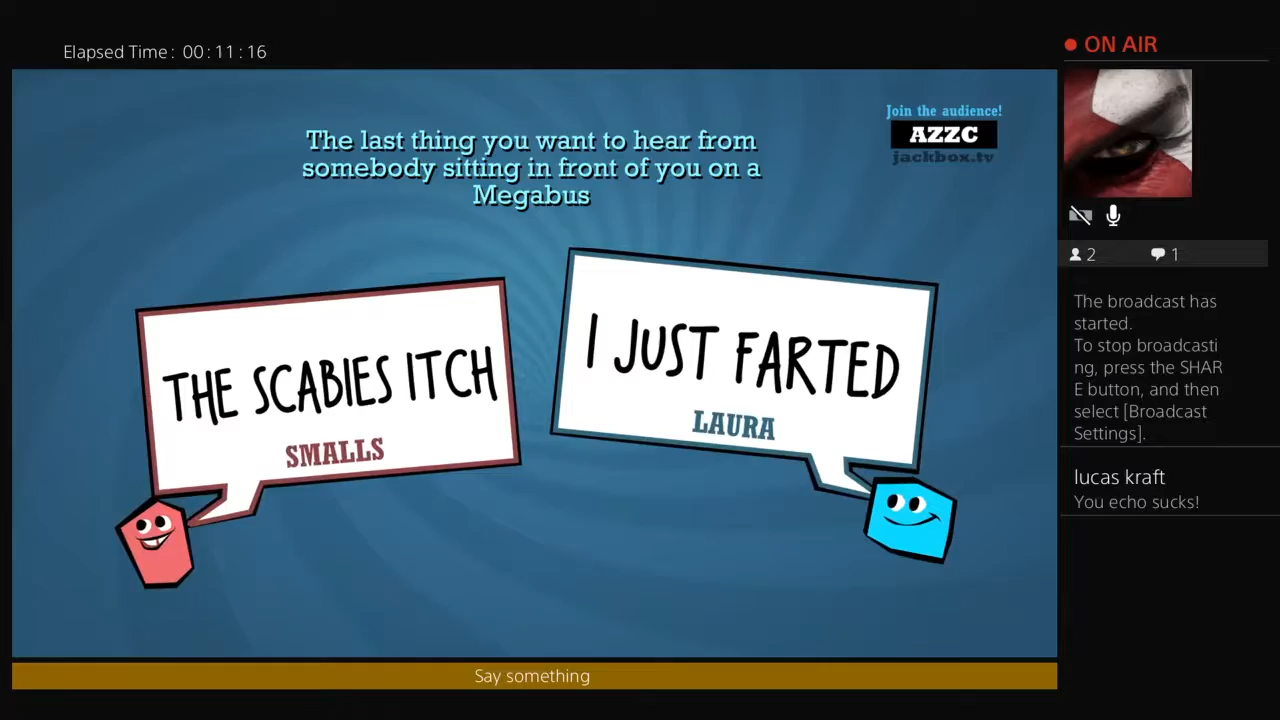 Elapsed Time: 00:11:16
ON AIR
Join the audience!
AZZC
jackbox.tv
The last thing you want to hear from
somebody sitting in front of you on a
Megabus
THE SCABIES ITCH
SMALLS
I JUST FARTED
LAURA
2
1
The broadcast has
started.
To stop broadcasti
ng, press the SHAR
E button, and then
select [Broadcast
Settings].
lucas kraft
You echo sucks!
Say something